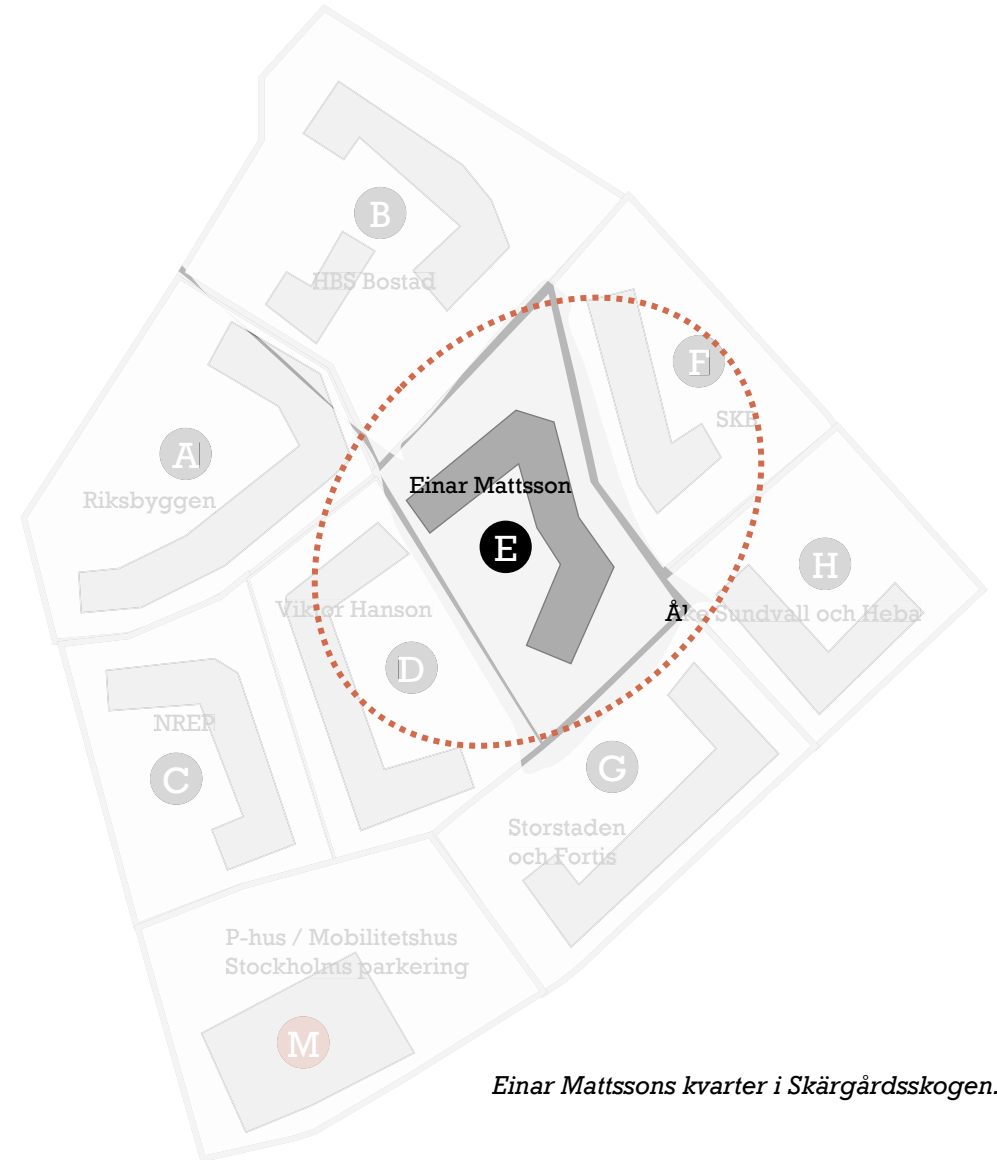 B
HBS Bostad
F
SKB
A
Riksbyggen
Einar Mattsson
E
H
Viktor Hanson
Åke Sundvall och Heba
D
NREP
C
G
Storstaden
och Fortis
P-hus / Mobilitetshus
Stockholms parkering
M
Einar Mattssons kvarter i Skärgårdsskogen.